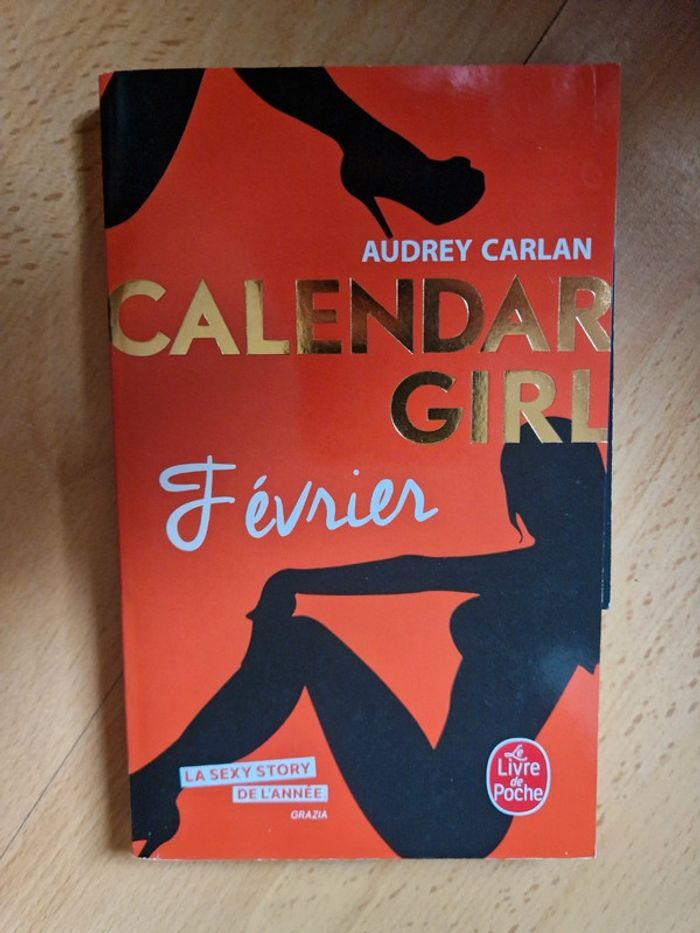 AUDREY CARLAN
CALENDAR
GIRL
Février
LA SEXY STORY
DE L'ANNÉE
GRAZIA
Le
Livre
de
Poche